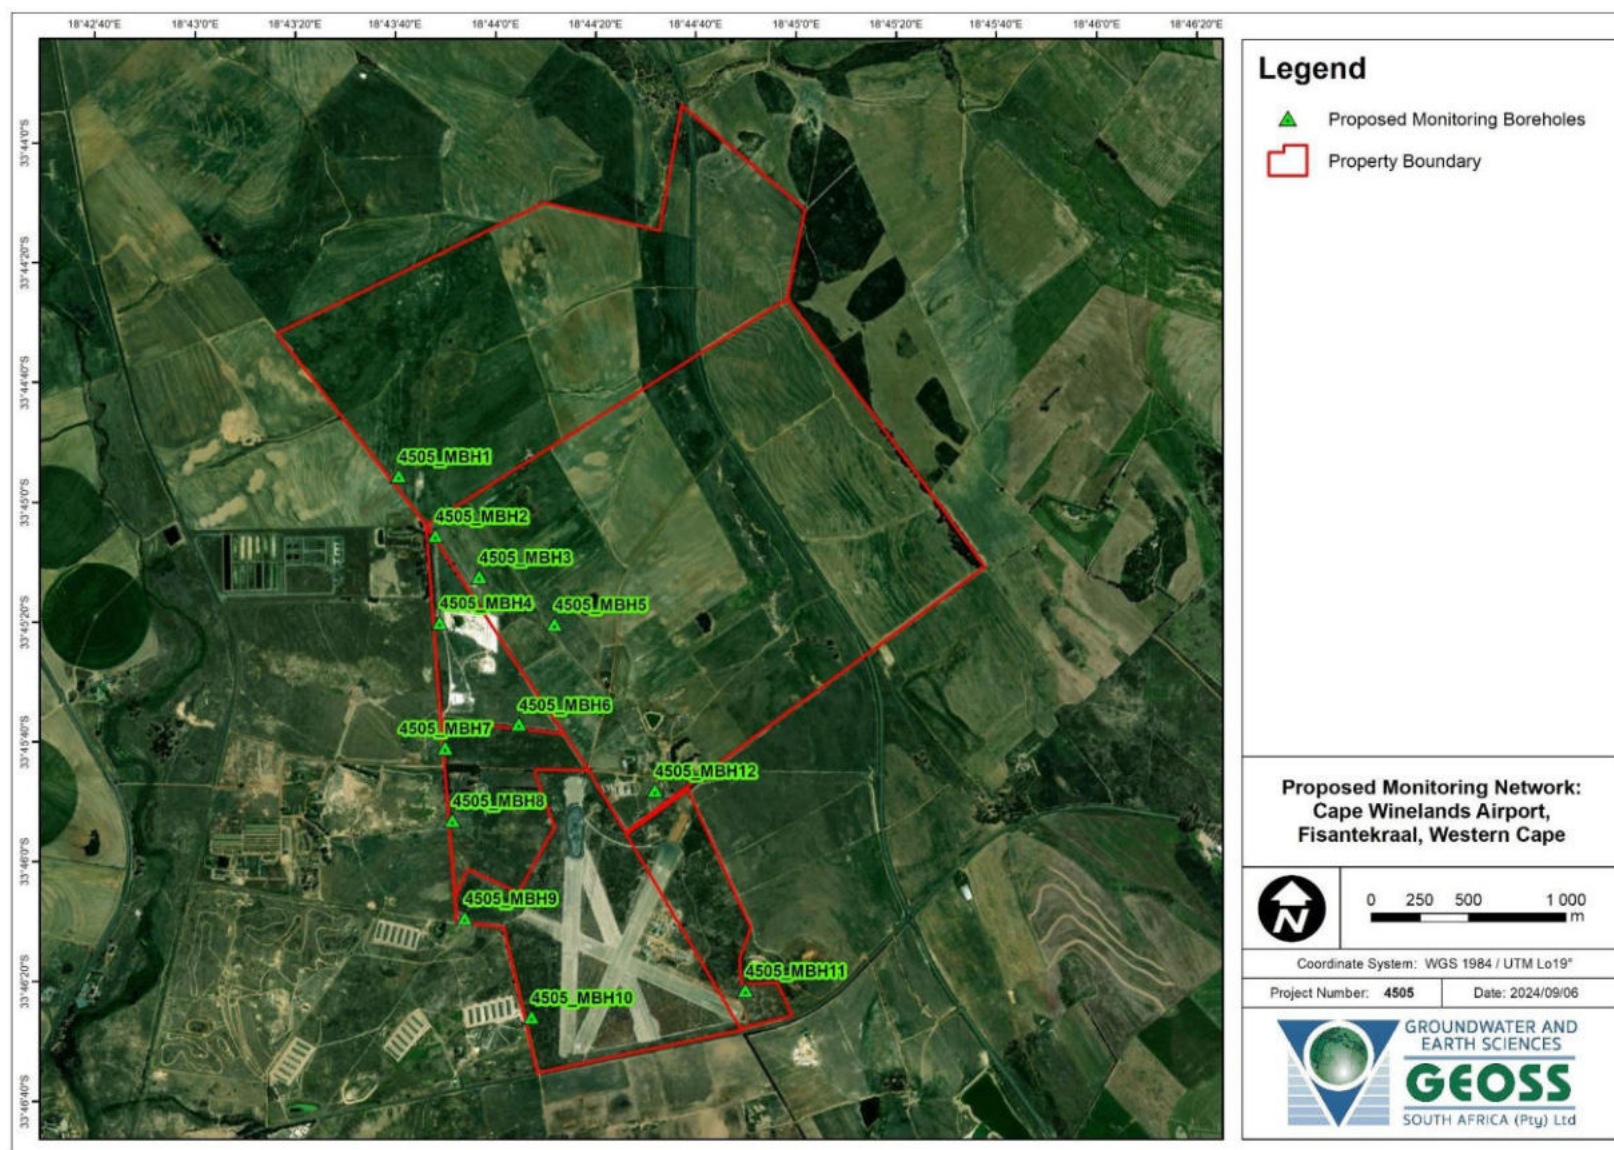 18°42'40"E 18°43'0"E 18°43'20"E 18°43'40"E 18°44'0"E 18°44'20"E 18°44'40"E 18°45'0"E 18°45'20"E 18°45'40"E 18°46'0"E 18°46'20"E
33°44'0"S
33°44'20"S
33°44'40"S
33°45'0"S
33°45'20"S
33°45'40"S
33°46'0"S
33°46'20"S
33°46'40"S
4505_MBH1
4505_MBH2
4505_MBH3
4505_MBH4
4505_MBH5
4505_MBH6
4505_MBH7
4505_MBH12
4505_MBH8
4505_MBH9
4505_MBH11
4505_MBH10
Legend
Proposed Monitoring Boreholes
Property Boundary
Proposed Monitoring Network:
Cape Winelands Airport,
Fisantekraal, Western Cape
N
0 250 500 1 000
m
Coordinate System: WGS 1984 / UTM Lo19°
Project Number: 4505 Date: 2024/09/06
GROUNDWATER AND
EARTH SCIENCES
GEOSS
SOUTH AFRICA (Pty) Ltd